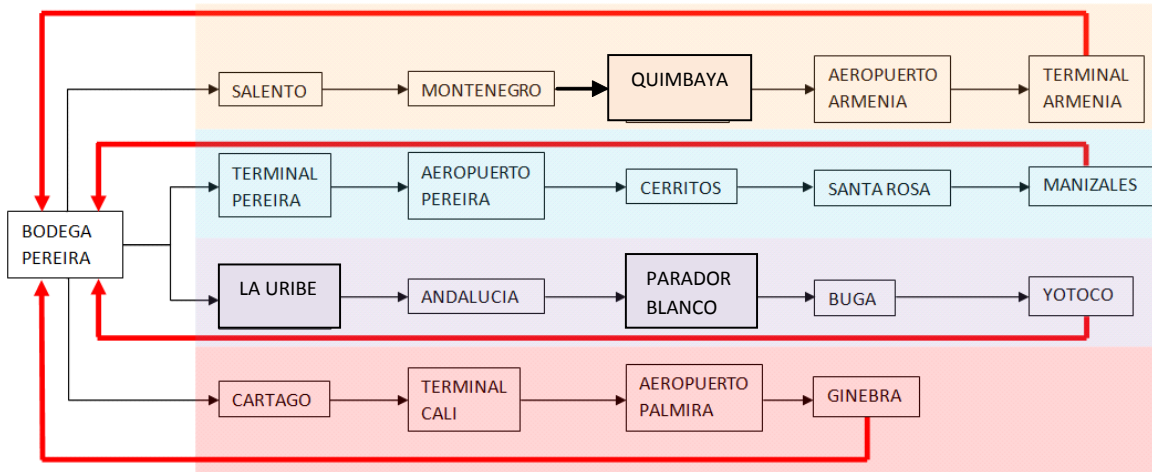 SALENTO
MONTENEGRO
QUIMBAYA
AEROPUERTO
ARMENIA
TERMINAL
ARMENIA
TERMINAL
PEREIRA
AEROPUERTO
PEREIRA
CERRITOS
SANTA ROSA
MANIZALES
BODEGA
PEREIRA
LA URIBE
ANDALUCIA
PARADOR
BLANCO
BUGA
YOTOCO
CARTAGO
TERMINAL
CALI
AEROPUERTO
PALMIRA
GINEBRA